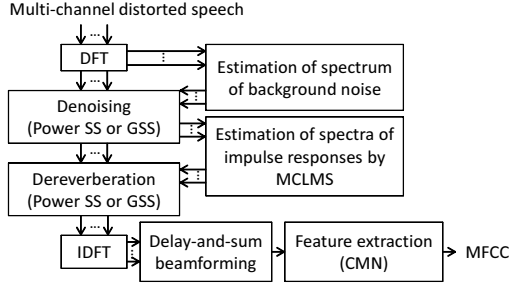 Multi-channel distorted speech
...
DFT
...
...
Estimation of spectrum
of background noise
Denoising
(Power SS or GSS)
...
...
...
Estimation of spectra of
impulse responses by
MCLMS
Dereverberation
(Power SS or GSS)
...
...
IDFT
...
Delay-and-sum
beamforming
Feature extraction
(CMN)
MFCC